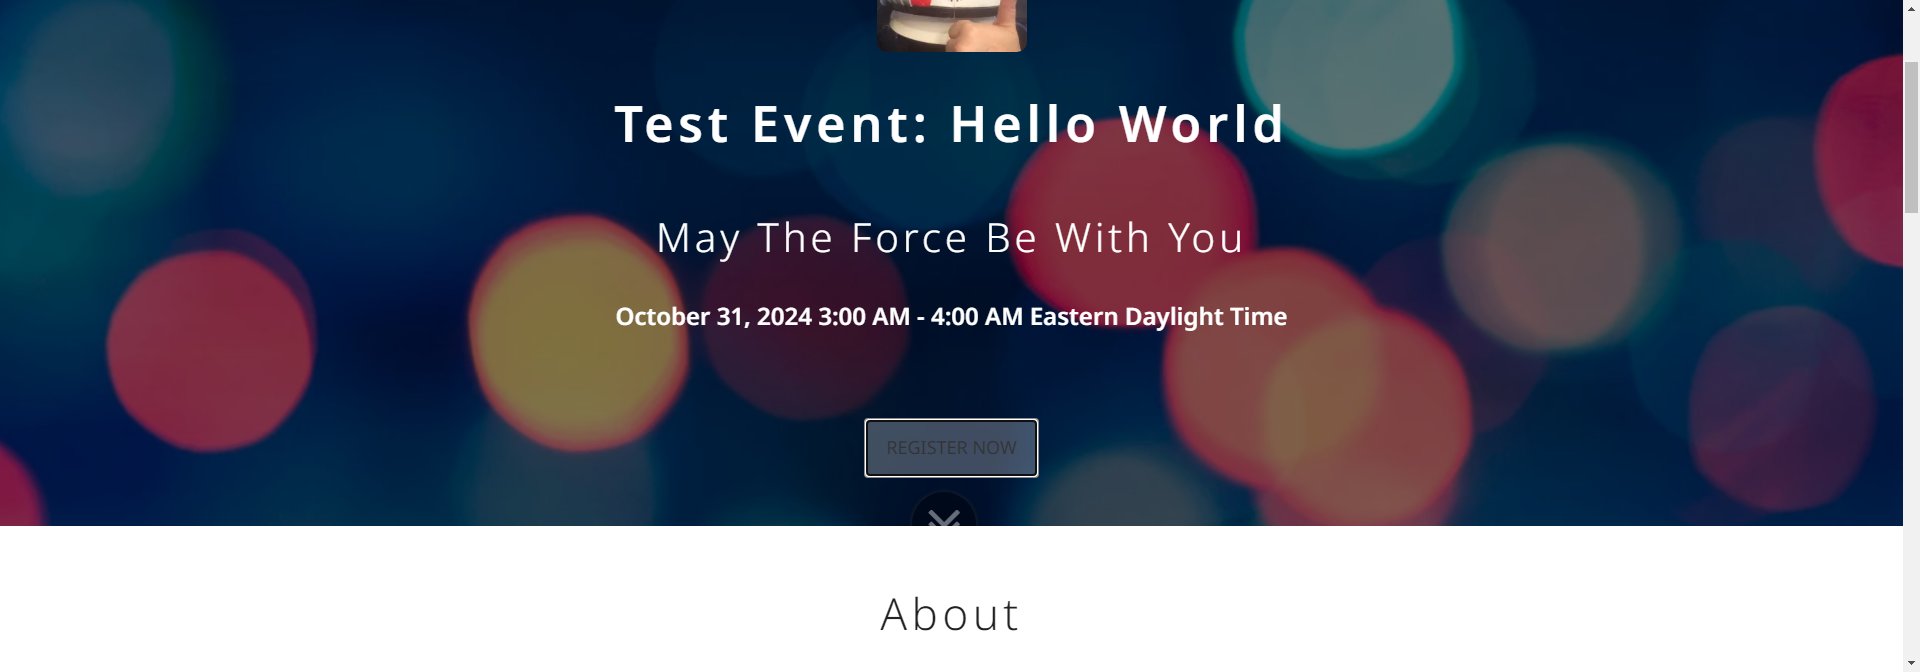 Test Event: Hello World
May The Force Be With You
October 31, 2024 3:00 AM - 4:00 AM Eastern Daylight Time
REGISTER NOW
About